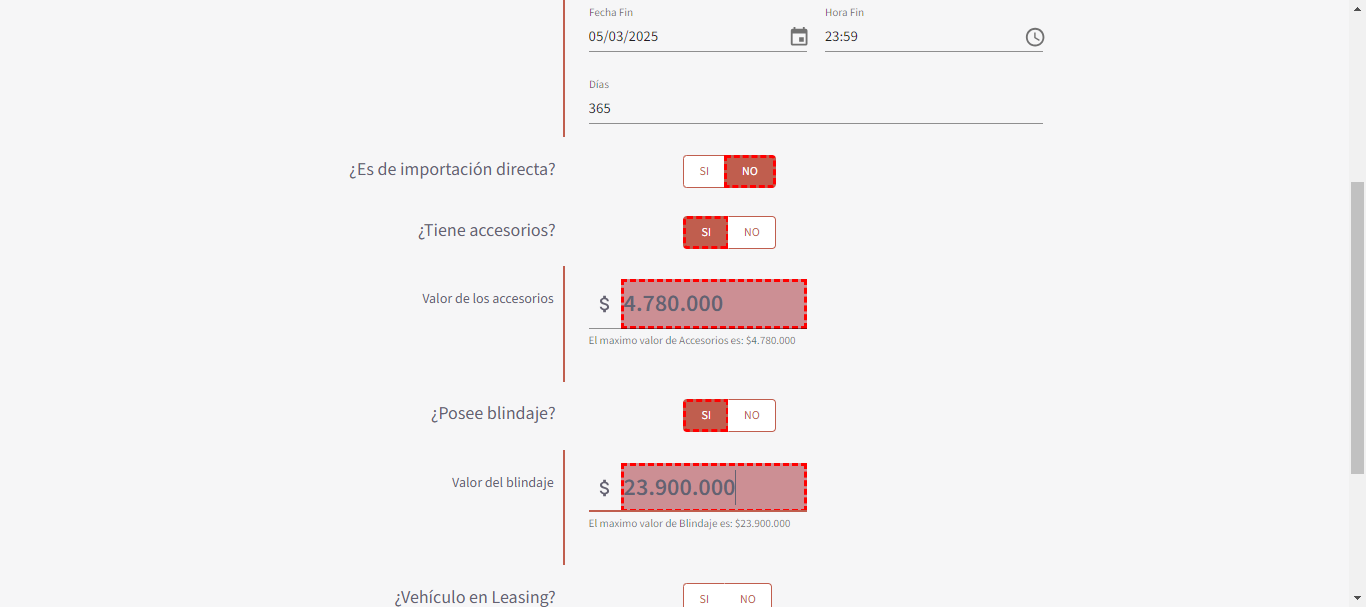 Fecha Fin Hora Fin
05/03/2025 23:59
Días
365
¿Es de importación directa? SI NO
¿Tiene accesorios? SI NO
Valor de los accesorios $ 4.780.000
El maximo valor de Accesorios es: $4.780.000
¿Posee blindaje? SI NO
Valor del blindaje $ 23.900.000
El maximo valor de Blindaje es: $23.900.000
¿Vehículo en Leasing? SI NO